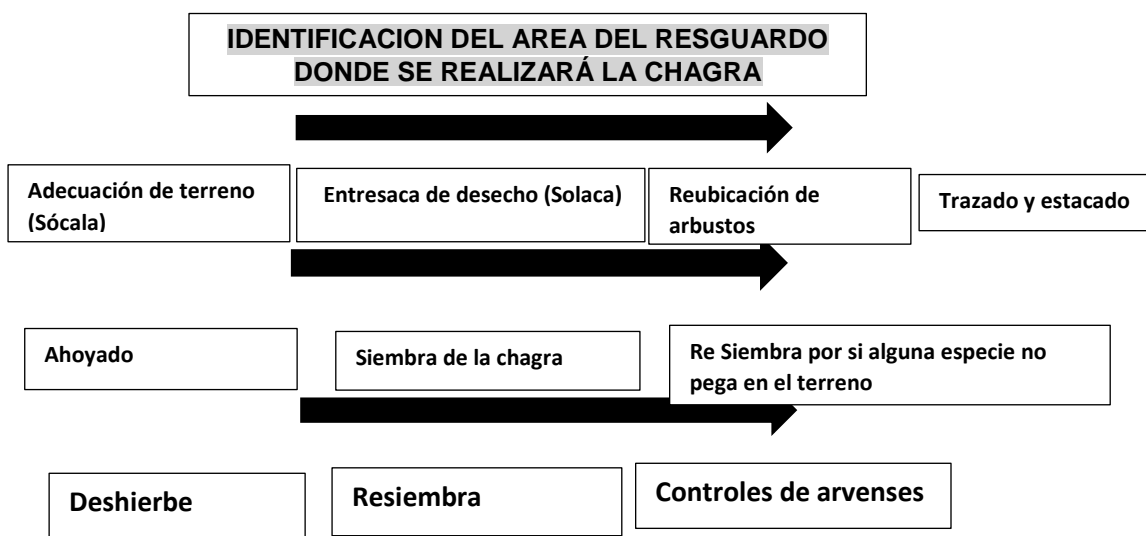 IDENTIFICACION DEL AREA DEL RESGUARDO
DONDE SE REALIZARÁ LA CHAGRA
Adecuación de terreno
(Sócala)
Entresaca de desecho (Solaca)
Reubicación de
arbustos
Trazado y estacado
Ahoyado
Siembra de la chagra
Re Siembra por si alguna especie no
pega en el terreno
Deshierbe
Resiembra
Controles de arvenses